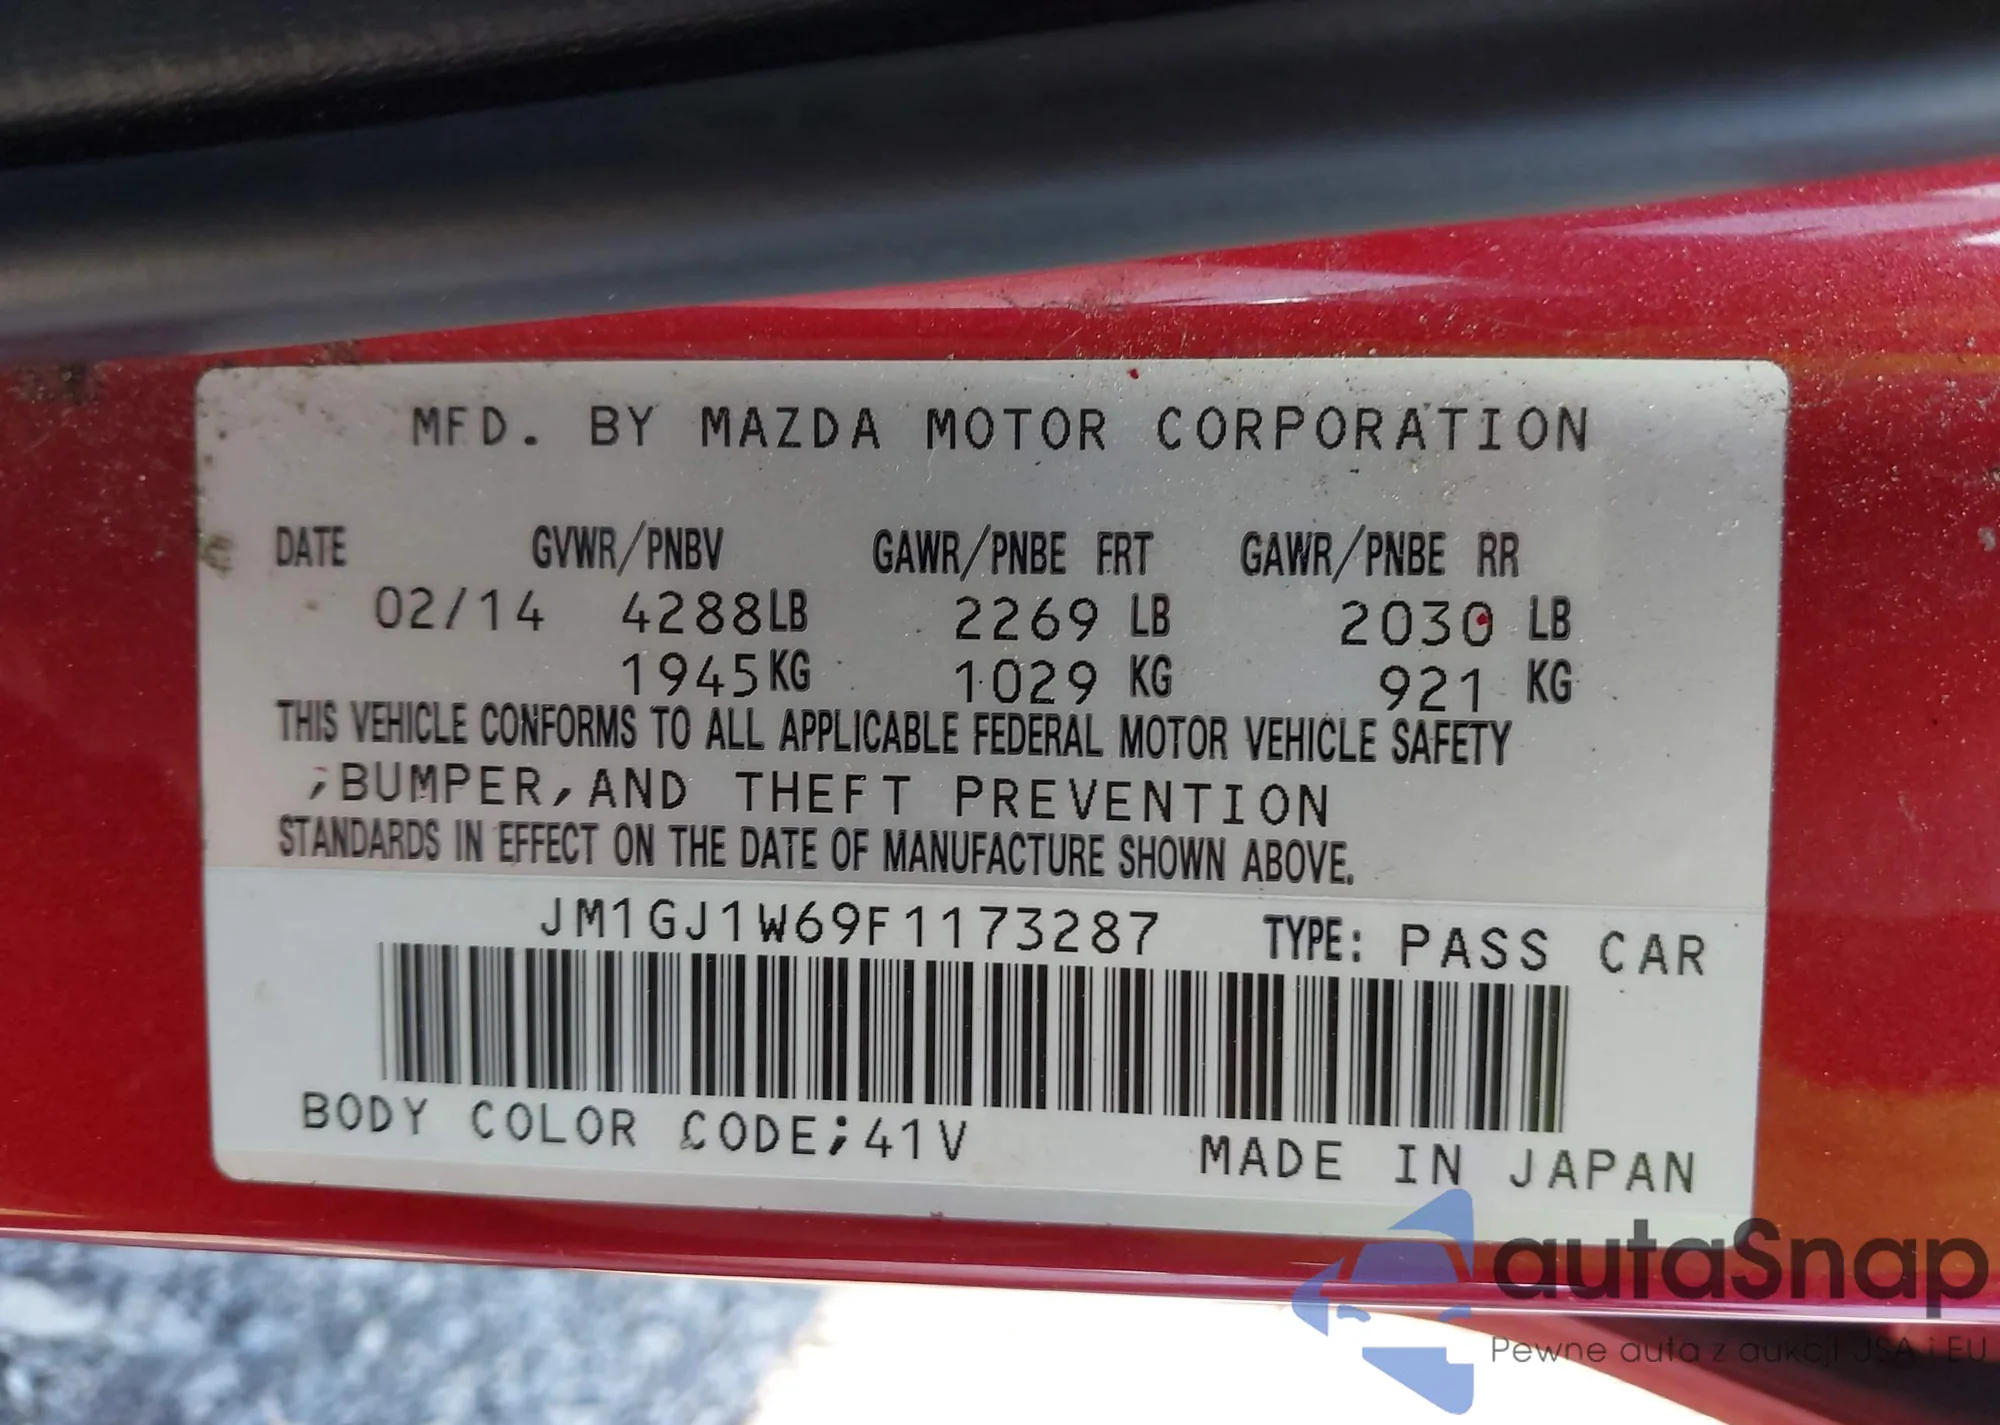 MFD. BY MAZDA MOTOR CORPORATION
DATE GVWR/PNBV GAWR/PNBE FRT GAWR/PNBE RR
02/14 4288LB 2269 LB 2030 LB
1945KG 1029 KG 921 KG
THIS VEHICLE CONFORMS TO ALL APPLICABLE FEDERAL MOTOR VEHICLE SAFETY
;BUMPER,AND THEFT PREVENTION
STANDARDS IN EFFECT ON THE DATE OF MANUFACTURE SHOWN ABOVE.
JM1GJ1W69F1173287 TYPE: PASS CAR
BODY COLOR CODE;41V
MADE IN JAPAN
autaSnap
Pewne auta z aukcji USA i EU